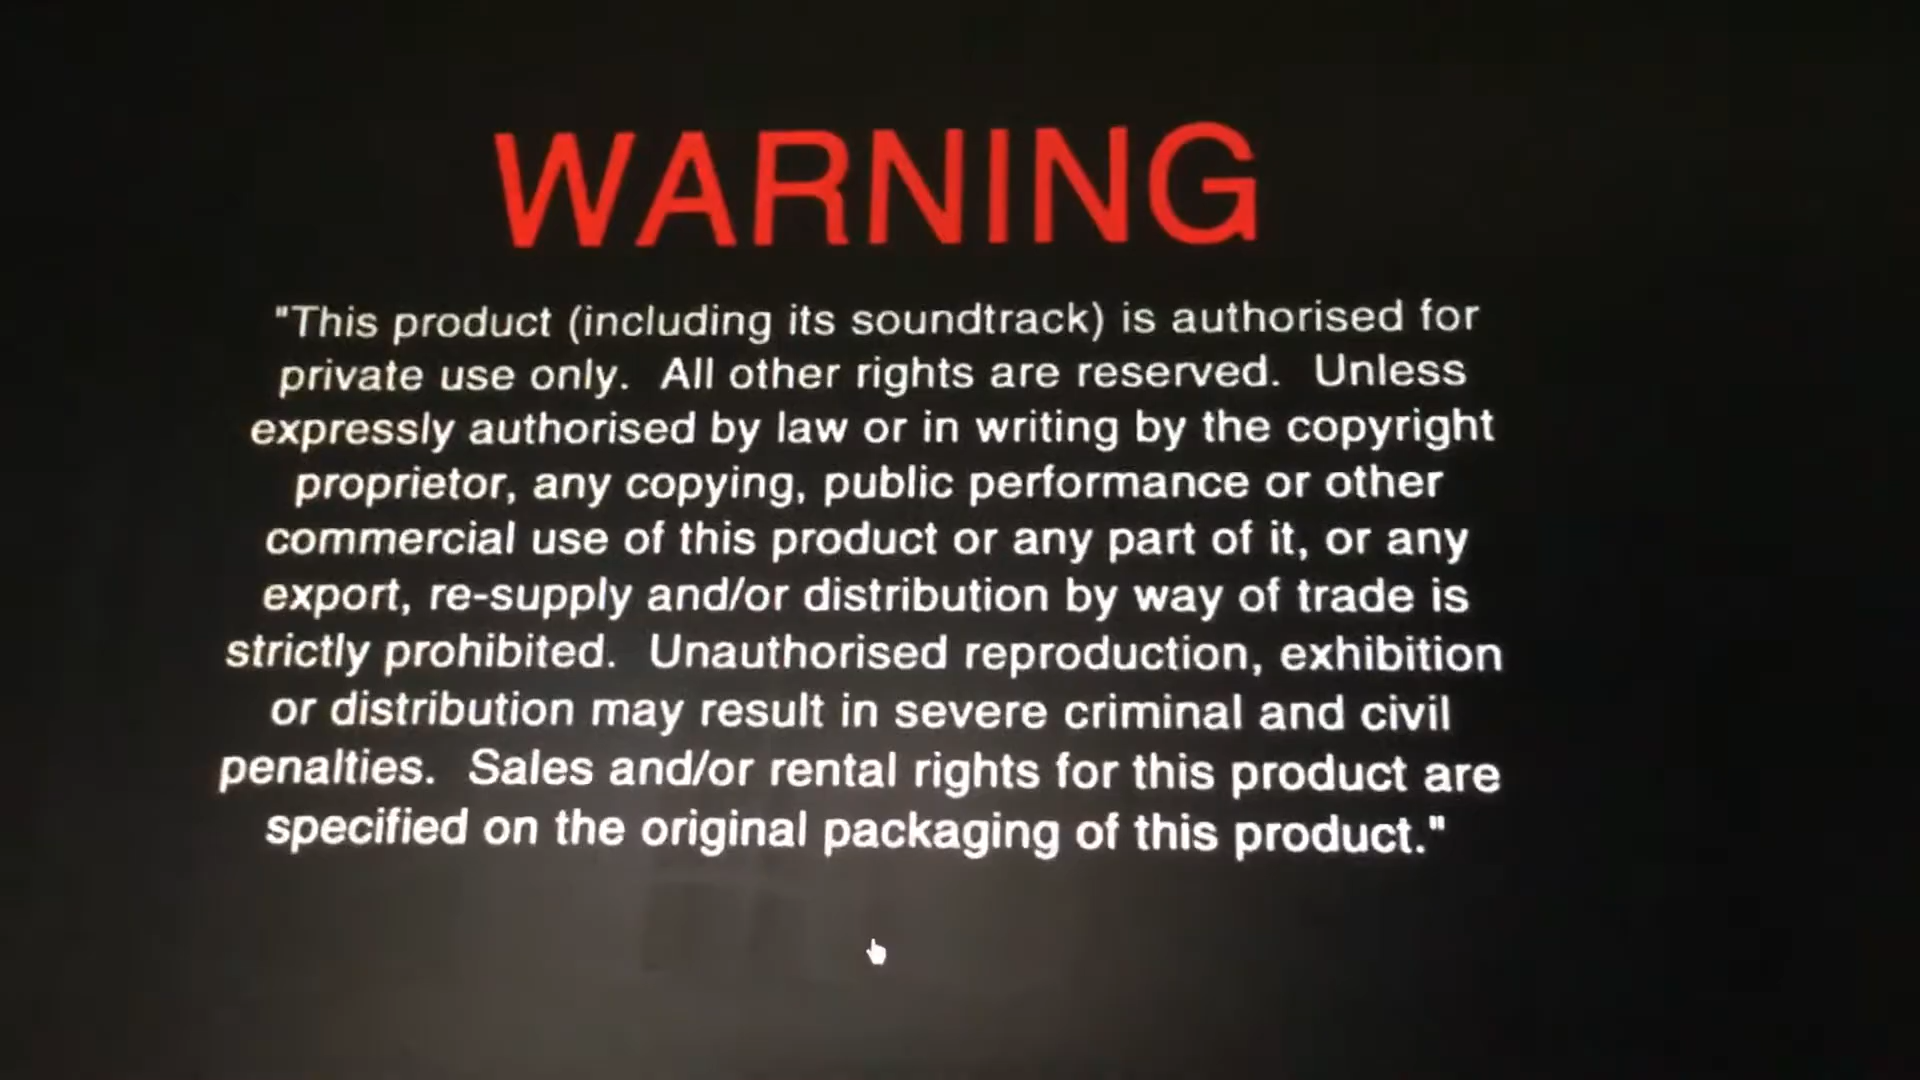 WARNING
"This product (including its soundtrack) is authorised for
private use only.  All other rights are reserved.  Unless
expressly authorised by law or in writing by the copyright
proprietor, any copying, public performance or other
commercial use of this product or any part of it, or any
export, re-supply and/or distribution by way of trade is
strictly prohibited.  Unauthorised reproduction, exhibition
or distribution may result in severe criminal and civil
penalties.  Sales and/or rental rights for this product are
specified on the original packaging of this product."